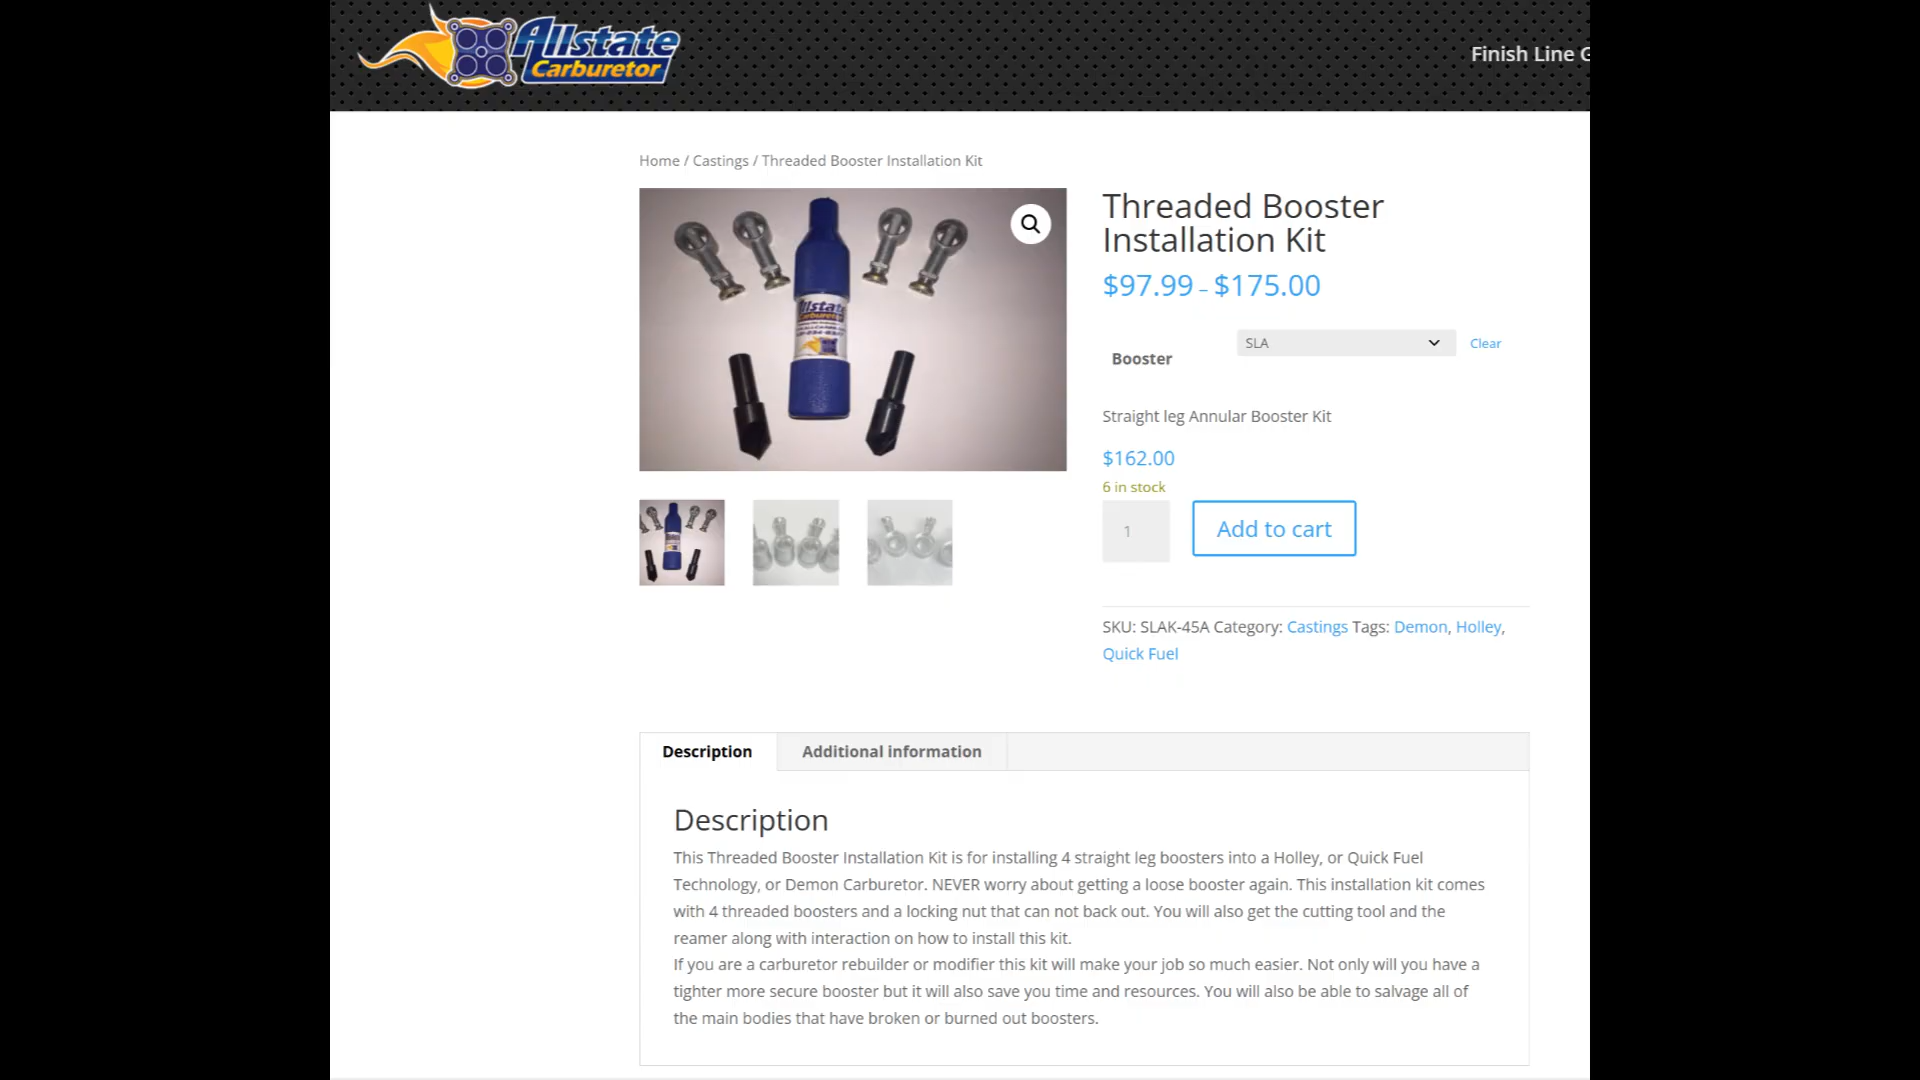 Allstate
Carburetor
Finish Line
Home / Castings / Threaded Booster Installation Kit
Allstate
Carburetor
Threaded Booster
Installation Kit
$97.99 – $175.00
Booster
SLA
Clear
Straight leg Annular Booster Kit
$162.00
6 in stock
1
Add to cart
SKU: SLAK-45A Category: Castings Tags: Demon, Holley,
Quick Fuel
Description
Additional information
Description
This Threaded Booster Installation Kit is for installing 4 straight leg boosters into a Holley, or Quick Fuel
Technology, or Demon Carburetor. NEVER worry about getting a loose booster again. This installation kit comes
with 4 threaded boosters and a locking nut that can not back out. You will also get the cutting tool and the
reamer along with interaction on how to install this kit.
If you are a carburetor rebuilder or modifier this kit will make your job so much easier. Not only will you have a
tighter more secure booster but it will also save you time and resources. You will also be able to salvage all of
the main bodies that have broken or burned out boosters.